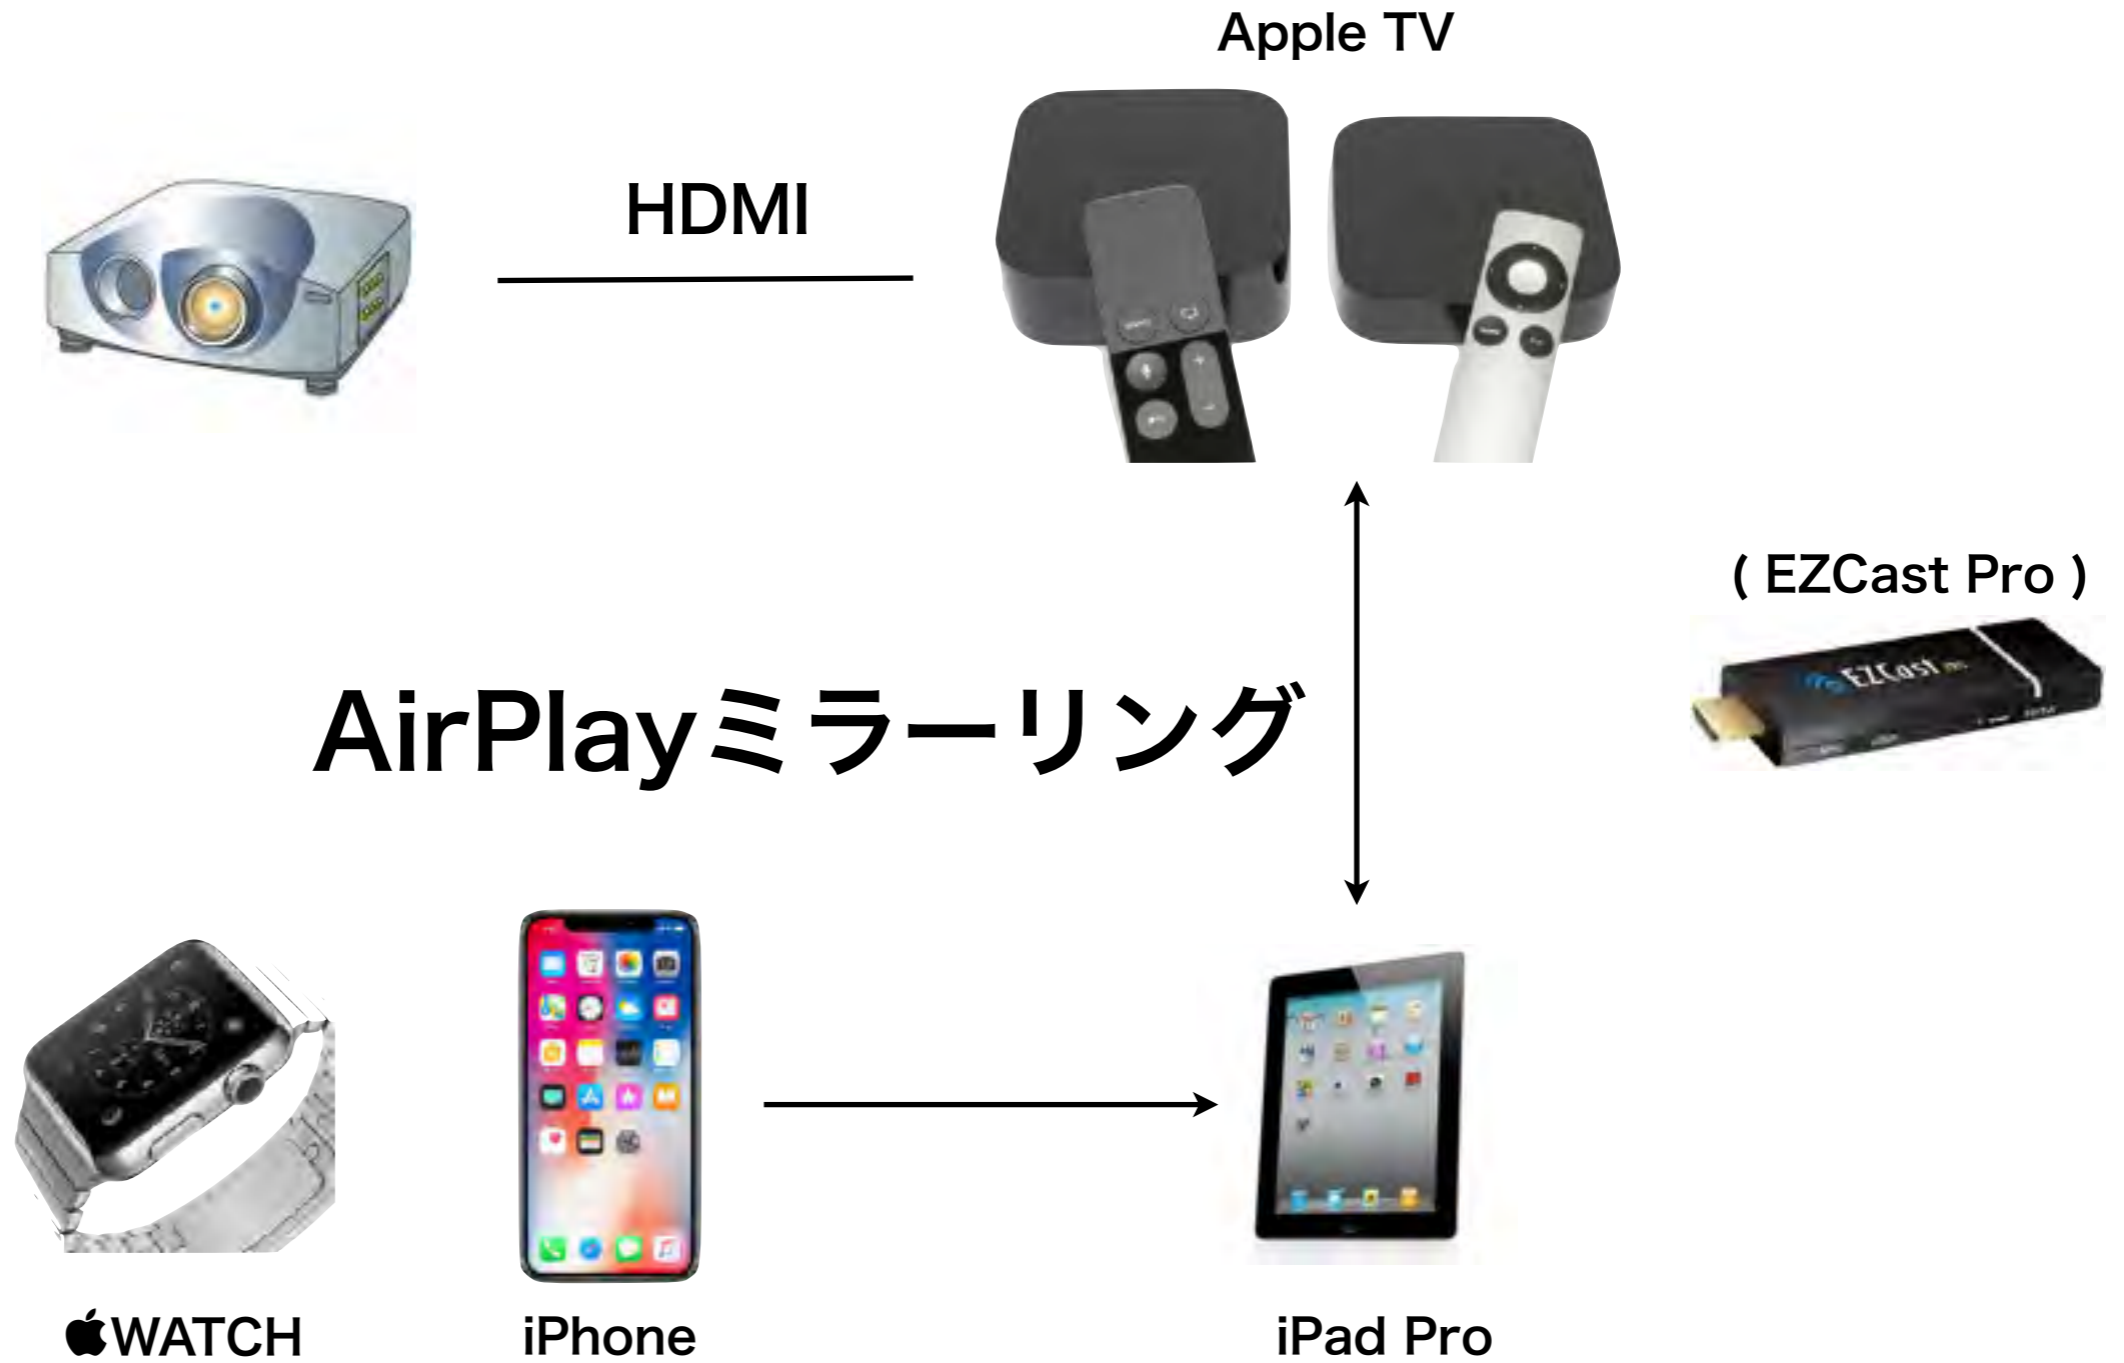 Apple TV
HDMI
( EZCast Pro )
EZCast
AirPlayミラーリング
WATCH
iPhone
iPad Pro